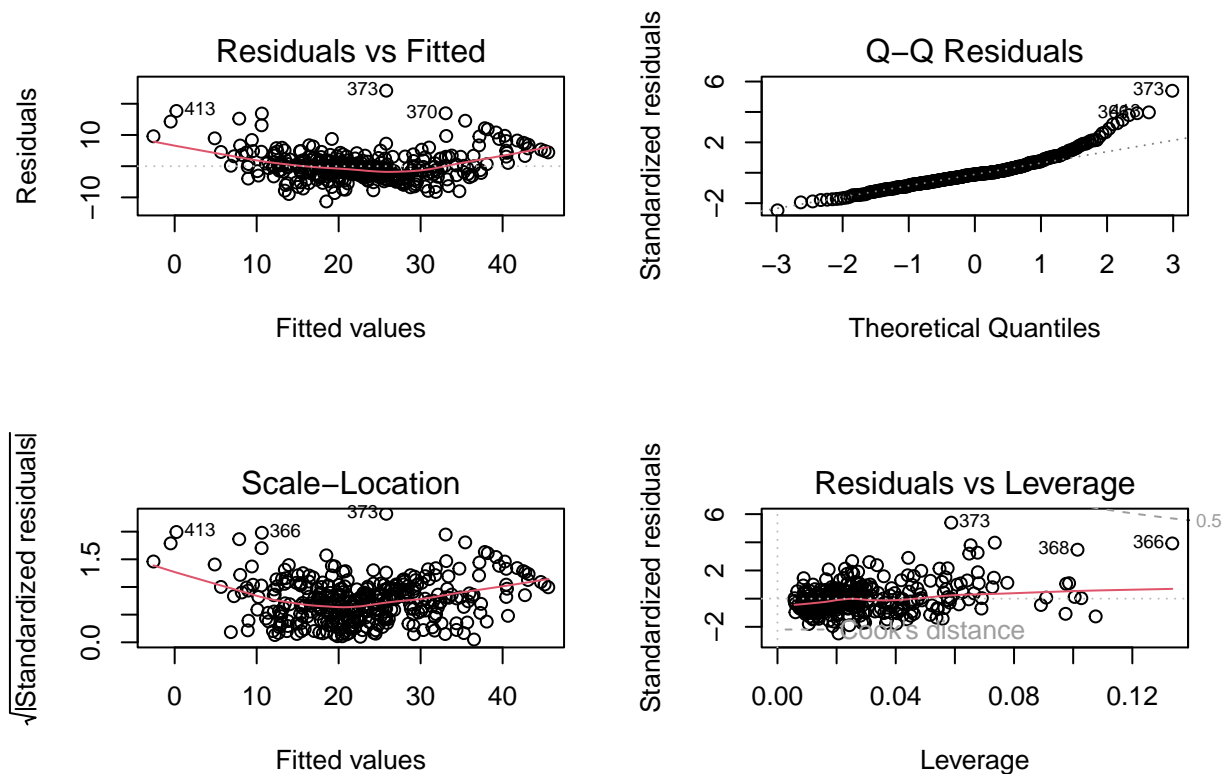 Residuals vs Fitted
Residuals
10
−10
413
373
370
0 10 20 30 40
Fitted values
Q−Q Residuals
Standardized residuals
6
2
−2
373
−3 −2 −1 0 1 2 3
Theoretical Quantiles
Scale−Location
√|Standardized residuals|
1.5
0.0
413
366
373
0 10 20 30 40
Fitted values
Residuals vs Leverage
Standardized residuals
6
2
−2
373
368
366
0.5
Cook's distance
0.00 0.04 0.08 0.12
Leverage